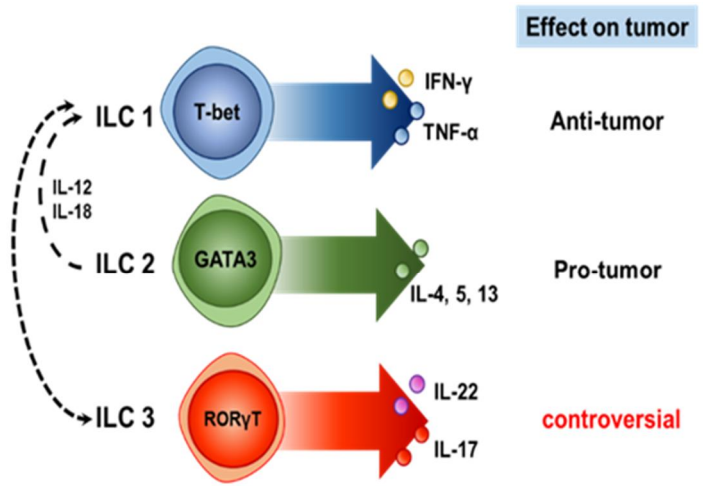 Effect on tumor
ILC 1
T-bet
IFN-γ
TNF-α
Anti-tumor
IL-12
IL-18
ILC 2
GATA3
IL-4, 5, 13
Pro-tumor
ILC 3
RORγT
IL-22
IL-17
controversial